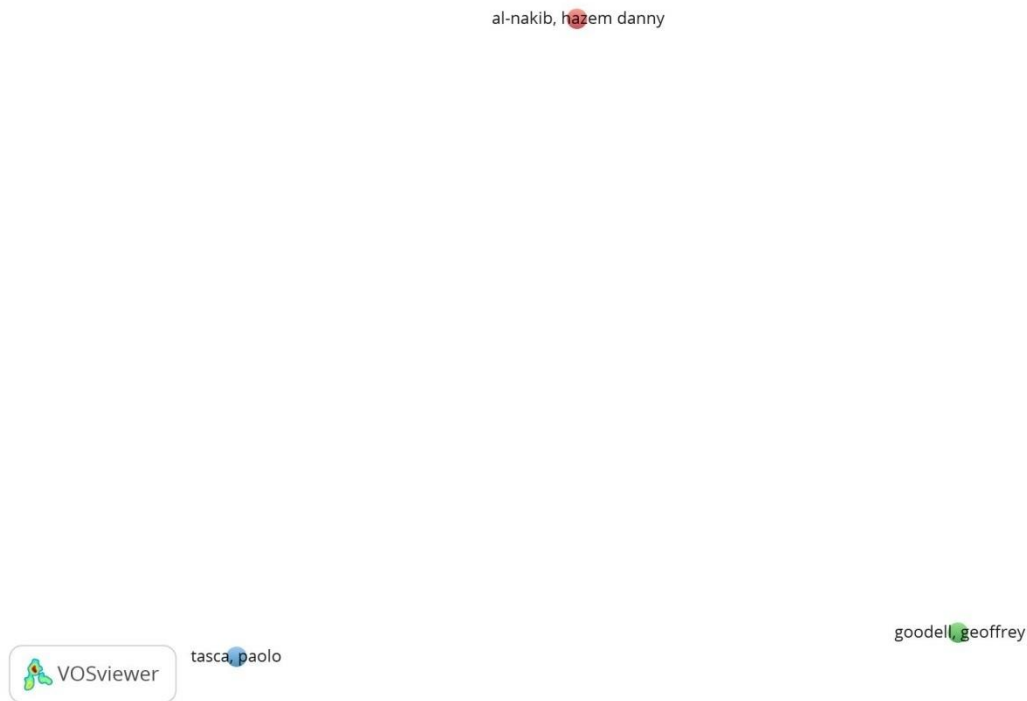 al-nakib, hazem danny
goodell, geoffrey
tasca, paolo
VOSviewer